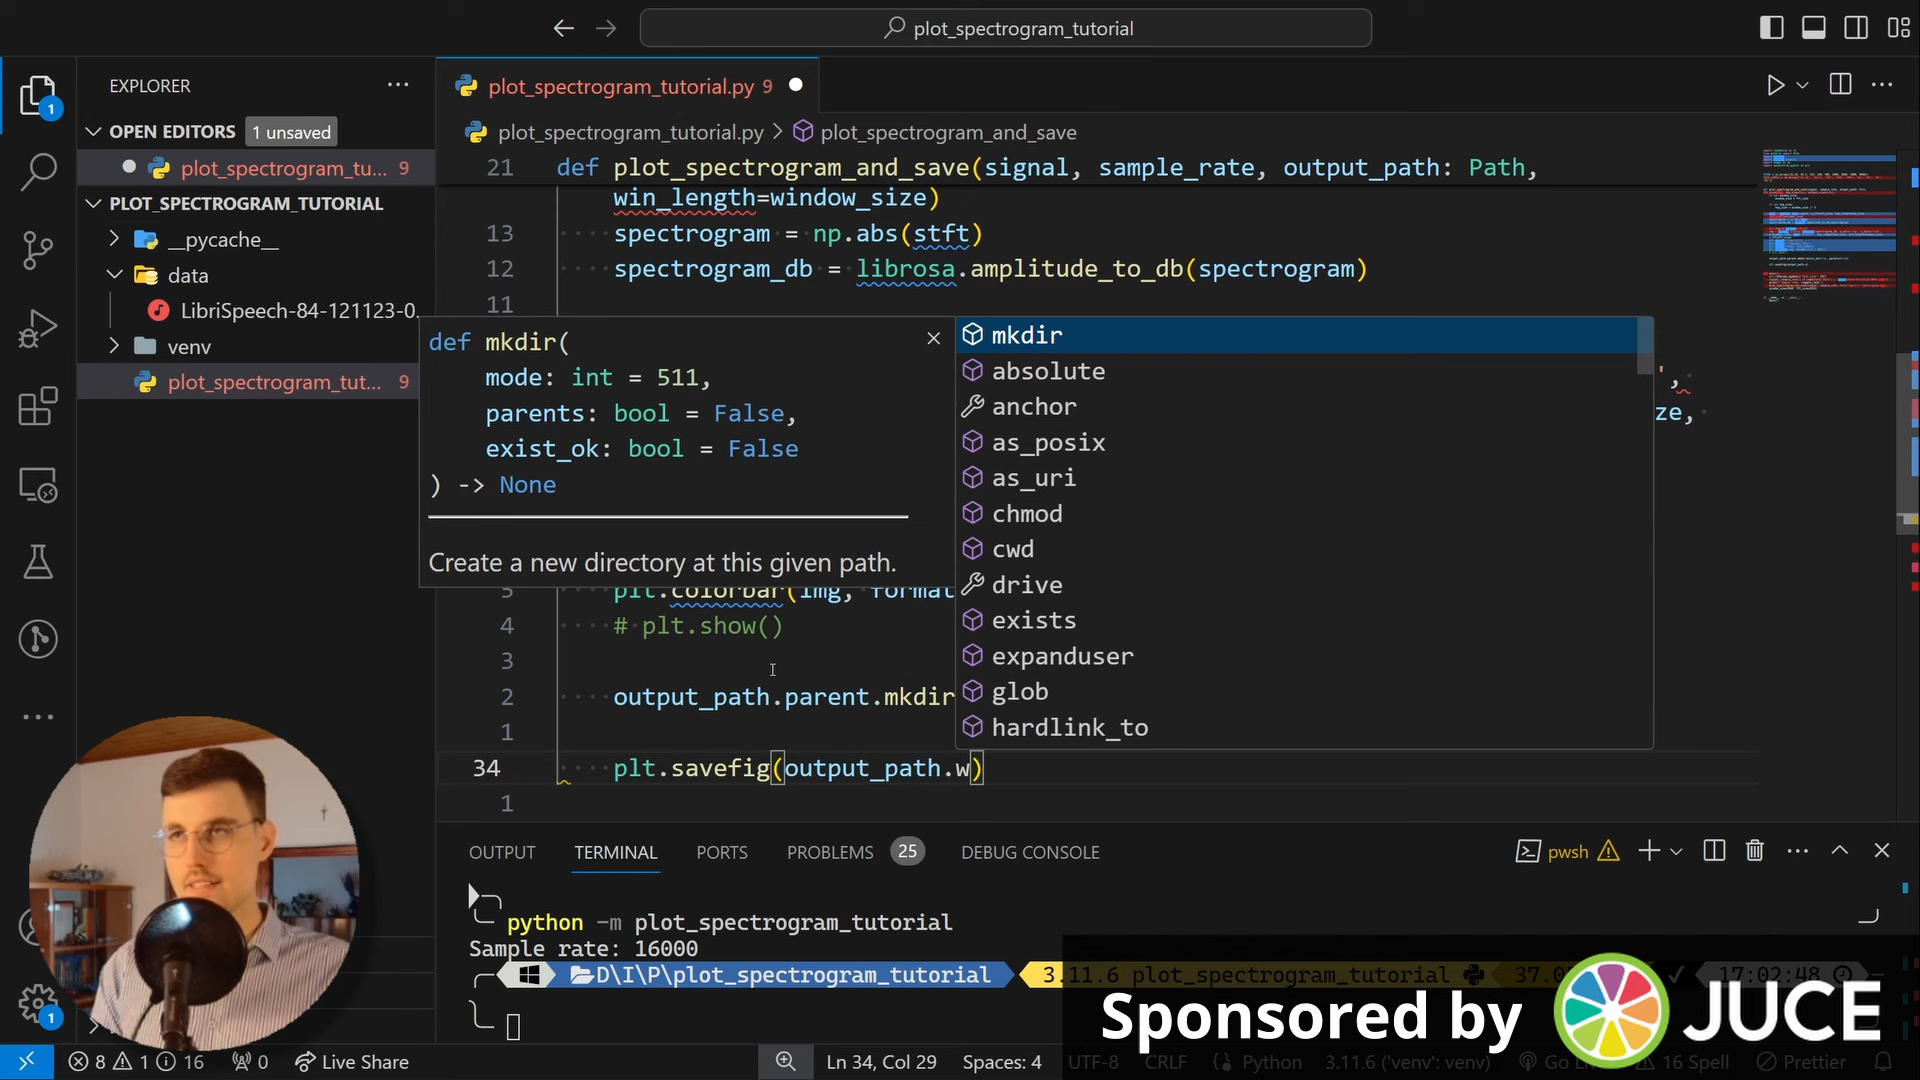 plot_spectrogram_tutorial
EXPLORER
OPEN EDITORS 1 unsaved
plot_spectrogram_tu... 9
PLOT_SPECTROGRAM_TUTORIAL
__pycache__
data
LibriSpeech-84-121123-0.
venv
plot_spectrogram_tut... 9
1
1
plot_spectrogram_tutorial.py 9
plot_spectrogram_tutorial.py > plot_spectrogram_and_save
21 def plot_spectrogram_and_save(signal, sample_rate, output_path: Path,
win_length=window_size)
13 spectrogram = np.abs(stft)
12 spectrogram_db = librosa.amplitude_to_db(spectrogram)
11
def mkdir(
mode: int = 511,
parents: bool = False,
exist_ok: bool = False
) -> None
Create a new directory at this given path.
mkdir
absolute
anchor
as_posix
as_uri
chmod
cwd
drive
exists
expanduser
glob
hardlink_to
',
ze,
5 plt.colorbar(img, format
4 # plt.show()
3
2 output_path.parent.mkdir
1
34 plt.savefig(output_path.w)
1
OUTPUT TERMINAL PORTS PROBLEMS 25 DEBUG CONSOLE
pwsh
python -m plot_spectrogram_tutorial
Sample rate: 16000
D\I\P\plot_spectrogram_tutorial 3.11.6 plot_spectrogram_tutorial 37.0 17:02:48
Sponsored by JUCE
8 1 16 0 Live Share
Ln 34, Col 29 Spaces: 4 UTF-8 CRLF Python 3.11.6 ('venv': venv) Go Li 16 Spell Prettier